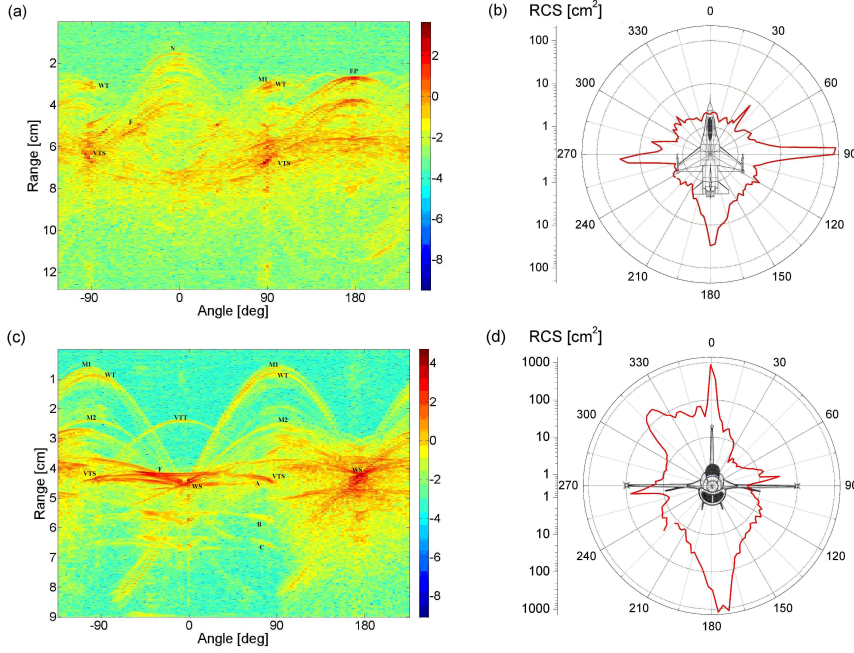 (a)
2
4
6
8
10
12
Range [cm]
-90
0
90
180
Angle [deg]
N
WT
F
VTS
M1
WT
EP
VTS
2
0
-2
-4
-6
-8
(b)
RCS [cm²]
100
10
1
1
10
100
0
30
60
90
120
150
180
210
240
270
300
330
(c)
1
2
3
4
5
6
7
8
9
Range [cm]
-90
0
90
180
Angle [deg]
M1
WT
M2
VTT
VTS
F
WS
M1
WT
M2
VTS
A
B
C
WS
4
2
0
-2
-4
-6
-8
(d)
RCS [cm²]
1000
100
10
1
1
10
100
1000
0
30
60
90
120
150
180
210
240
270
300
330